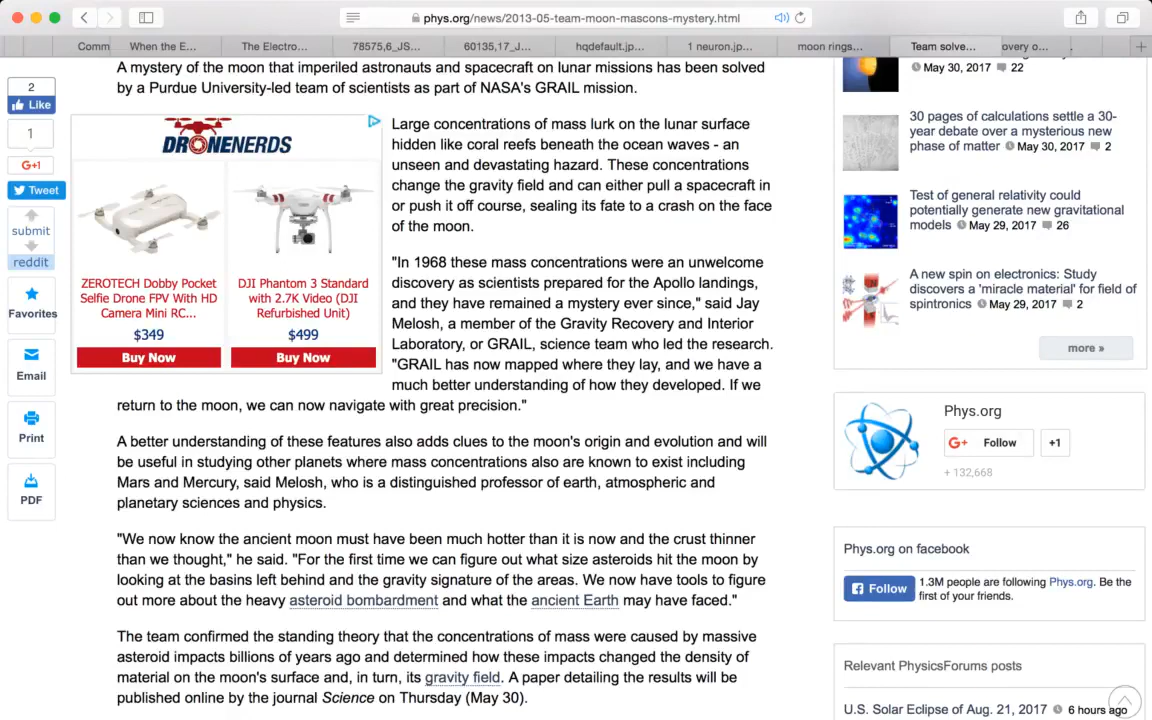 phys.org/news/2013-05-team-moon-mascons-mystery.html
Comm
When the E...
The Electro...
78575,6_JS...
60135,17_J...
hqdefault.jp...
1 neuron.jp...
moon rings...
Team solve...
overy o...
A mystery of the moon that imperiled astronauts and spacecraft on lunar missions has been solved
by a Purdue University-led team of scientists as part of NASA's GRAIL mission.
2
Like
1
G+1
Tweet
submit
reddit
Favorites
Email
Print
PDF
DRONENERDS
ZEROTECH Dobby Pocket
Selfie Drone FPV With HD
Camera Mini RC...
$349
Buy Now
DJI Phantom 3 Standard
with 2.7K Video (DJI
Refurbished Unit)
$499
Buy Now
Large concentrations of mass lurk on the lunar surface
hidden like coral reefs beneath the ocean waves - an
unseen and devastating hazard. These concentrations
change the gravity field and can either pull a spacecraft in
or push it off course, sealing its fate to a crash on the face
of the moon.
"In 1968 these mass concentrations were an unwelcome
discovery as scientists prepared for the Apollo landings,
and they have remained a mystery ever since," said Jay
Melosh, a member of the Gravity Recovery and Interior
Laboratory, or GRAIL, science team who led the research.
"GRAIL has now mapped where they lay, and we have a
much better understanding of how they developed. If we
return to the moon, we can now navigate with great precision."
A better understanding of these features also adds clues to the moon's origin and evolution and will
be useful in studying other planets where mass concentrations also are known to exist including
Mars and Mercury, said Melosh, who is a distinguished professor of earth, atmospheric and
planetary sciences and physics.
"We now know the ancient moon must have been much hotter than it is now and the crust thinner
than we thought," he said. "For the first time we can figure out what size asteroids hit the moon by
looking at the basins left behind and the gravity signature of the areas. We now have tools to figure
out more about the heavy asteroid bombardment and what the ancient Earth may have faced."
The team confirmed the standing theory that the concentrations of mass were caused by massive
asteroid impacts billions of years ago and determined how these impacts changed the density of
material on the moon's surface and, in turn, its gravity field. A paper detailing the results will be
published online by the journal Science on Thursday (May 30).
May 30, 2017 22
30 pages of calculations settle a 30-
year debate over a mysterious new
phase of matter May 30, 2017 2
Test of general relativity could
potentially generate new gravitational
models May 29, 2017 26
A new spin on electronics: Study
discovers a 'miracle material' for field of
spintronics May 29, 2017 2
more »
Phys.org
G+ Follow
+1
+ 132,668
Phys.org on facebook
Follow
1.3M people are following Phys.org. Be the
first of your friends.
Relevant PhysicsForums posts
U.S. Solar Eclipse of Aug. 21, 2017 6 hours ago